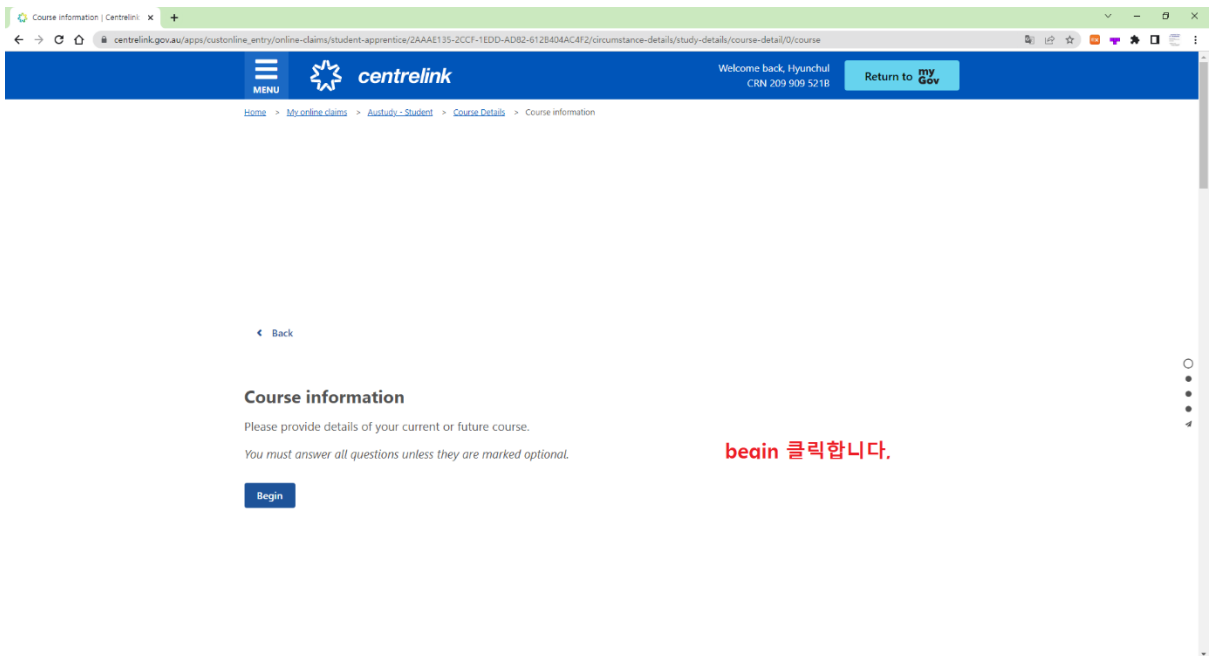 Course information | Centrelink
centrelink.gov.au/apps/custonline_entry/online-claims/student-apprentice/2AAAE135-2CCF-1EDD-AD82-612B404AC4F2/circumstance-details/study-details/course-detail/0/course
MENU
centrelink
Welcome back, Hyunchul
CRN 209 909 521B
Return to my Gov
Home > My online claims > Austudy - Student > Course Details > Course information
Back
Course information
Please provide details of your current or future course.
You must answer all questions unless they are marked optional.
begin 클릭합니다.
Begin